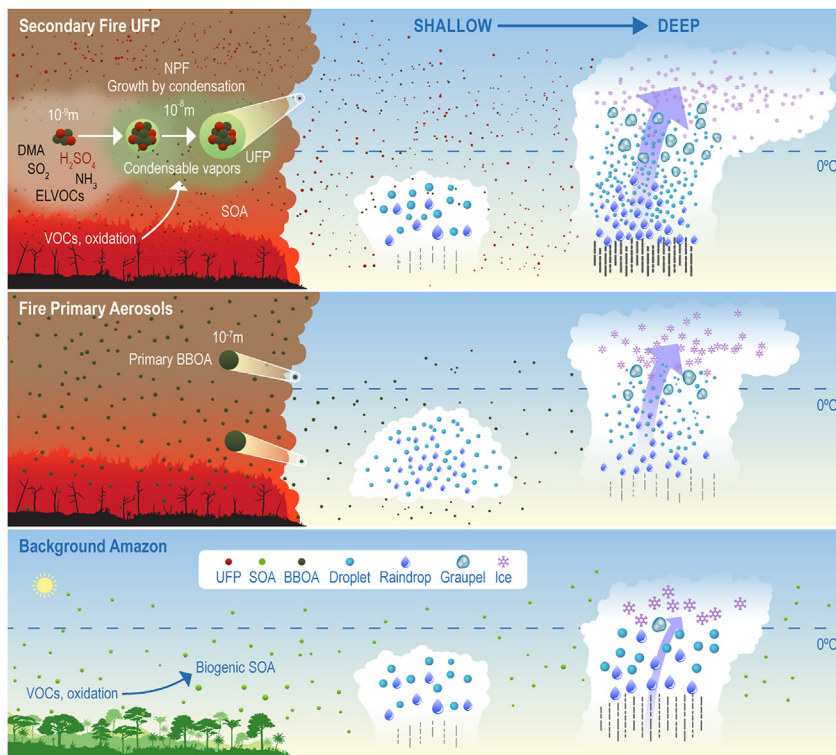 Secondary Fire UFP
SHALLOW
DEEP
NPF
Growth by condensation
10⁻⁹m
10⁻⁸m
DMA
SO₂
H₂SO₄
NH₃
ELVOCs
UFP
Condensable vapors
SOA
VOCs, oxidation
0ºC
Fire Primary Aerosols
10⁻⁷m
Primary BBOA
0ºC
Background Amazon
UFP SOA BBOA Droplet Raindrop Graupel Ice
0ºC
Biogenic SOA
VOCs, oxidation